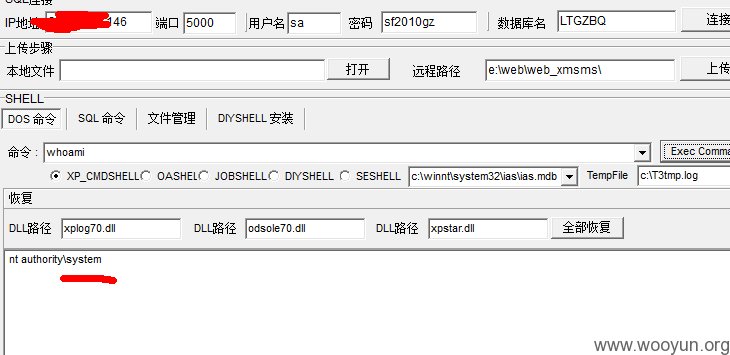 SQL连接
IP地址 146 端口 5000 用户名 sa 密码 sf2010gz 数据库名 LTGZBQ 连接
上传步骤
本地文件 打开 远程路径 e:\web\web_xmsms\ 上传
SHELL
DOS 命令 SQL 命令 文件管理 DIYSHELL 安装
命令 : whoami Exec Comma
XP_CMDSHELL OASHEL JOBSHELL DIYSHELL SESHELL c:\winnt\system32\ias\ias.mdb TempFile c:\T3tmp.log
恢复
DLL路径 xplog70.dll DLL路径 odsole70.dll DLL路径 xpstar.dll 全部恢复
nt authority\system
www.wooyun.org